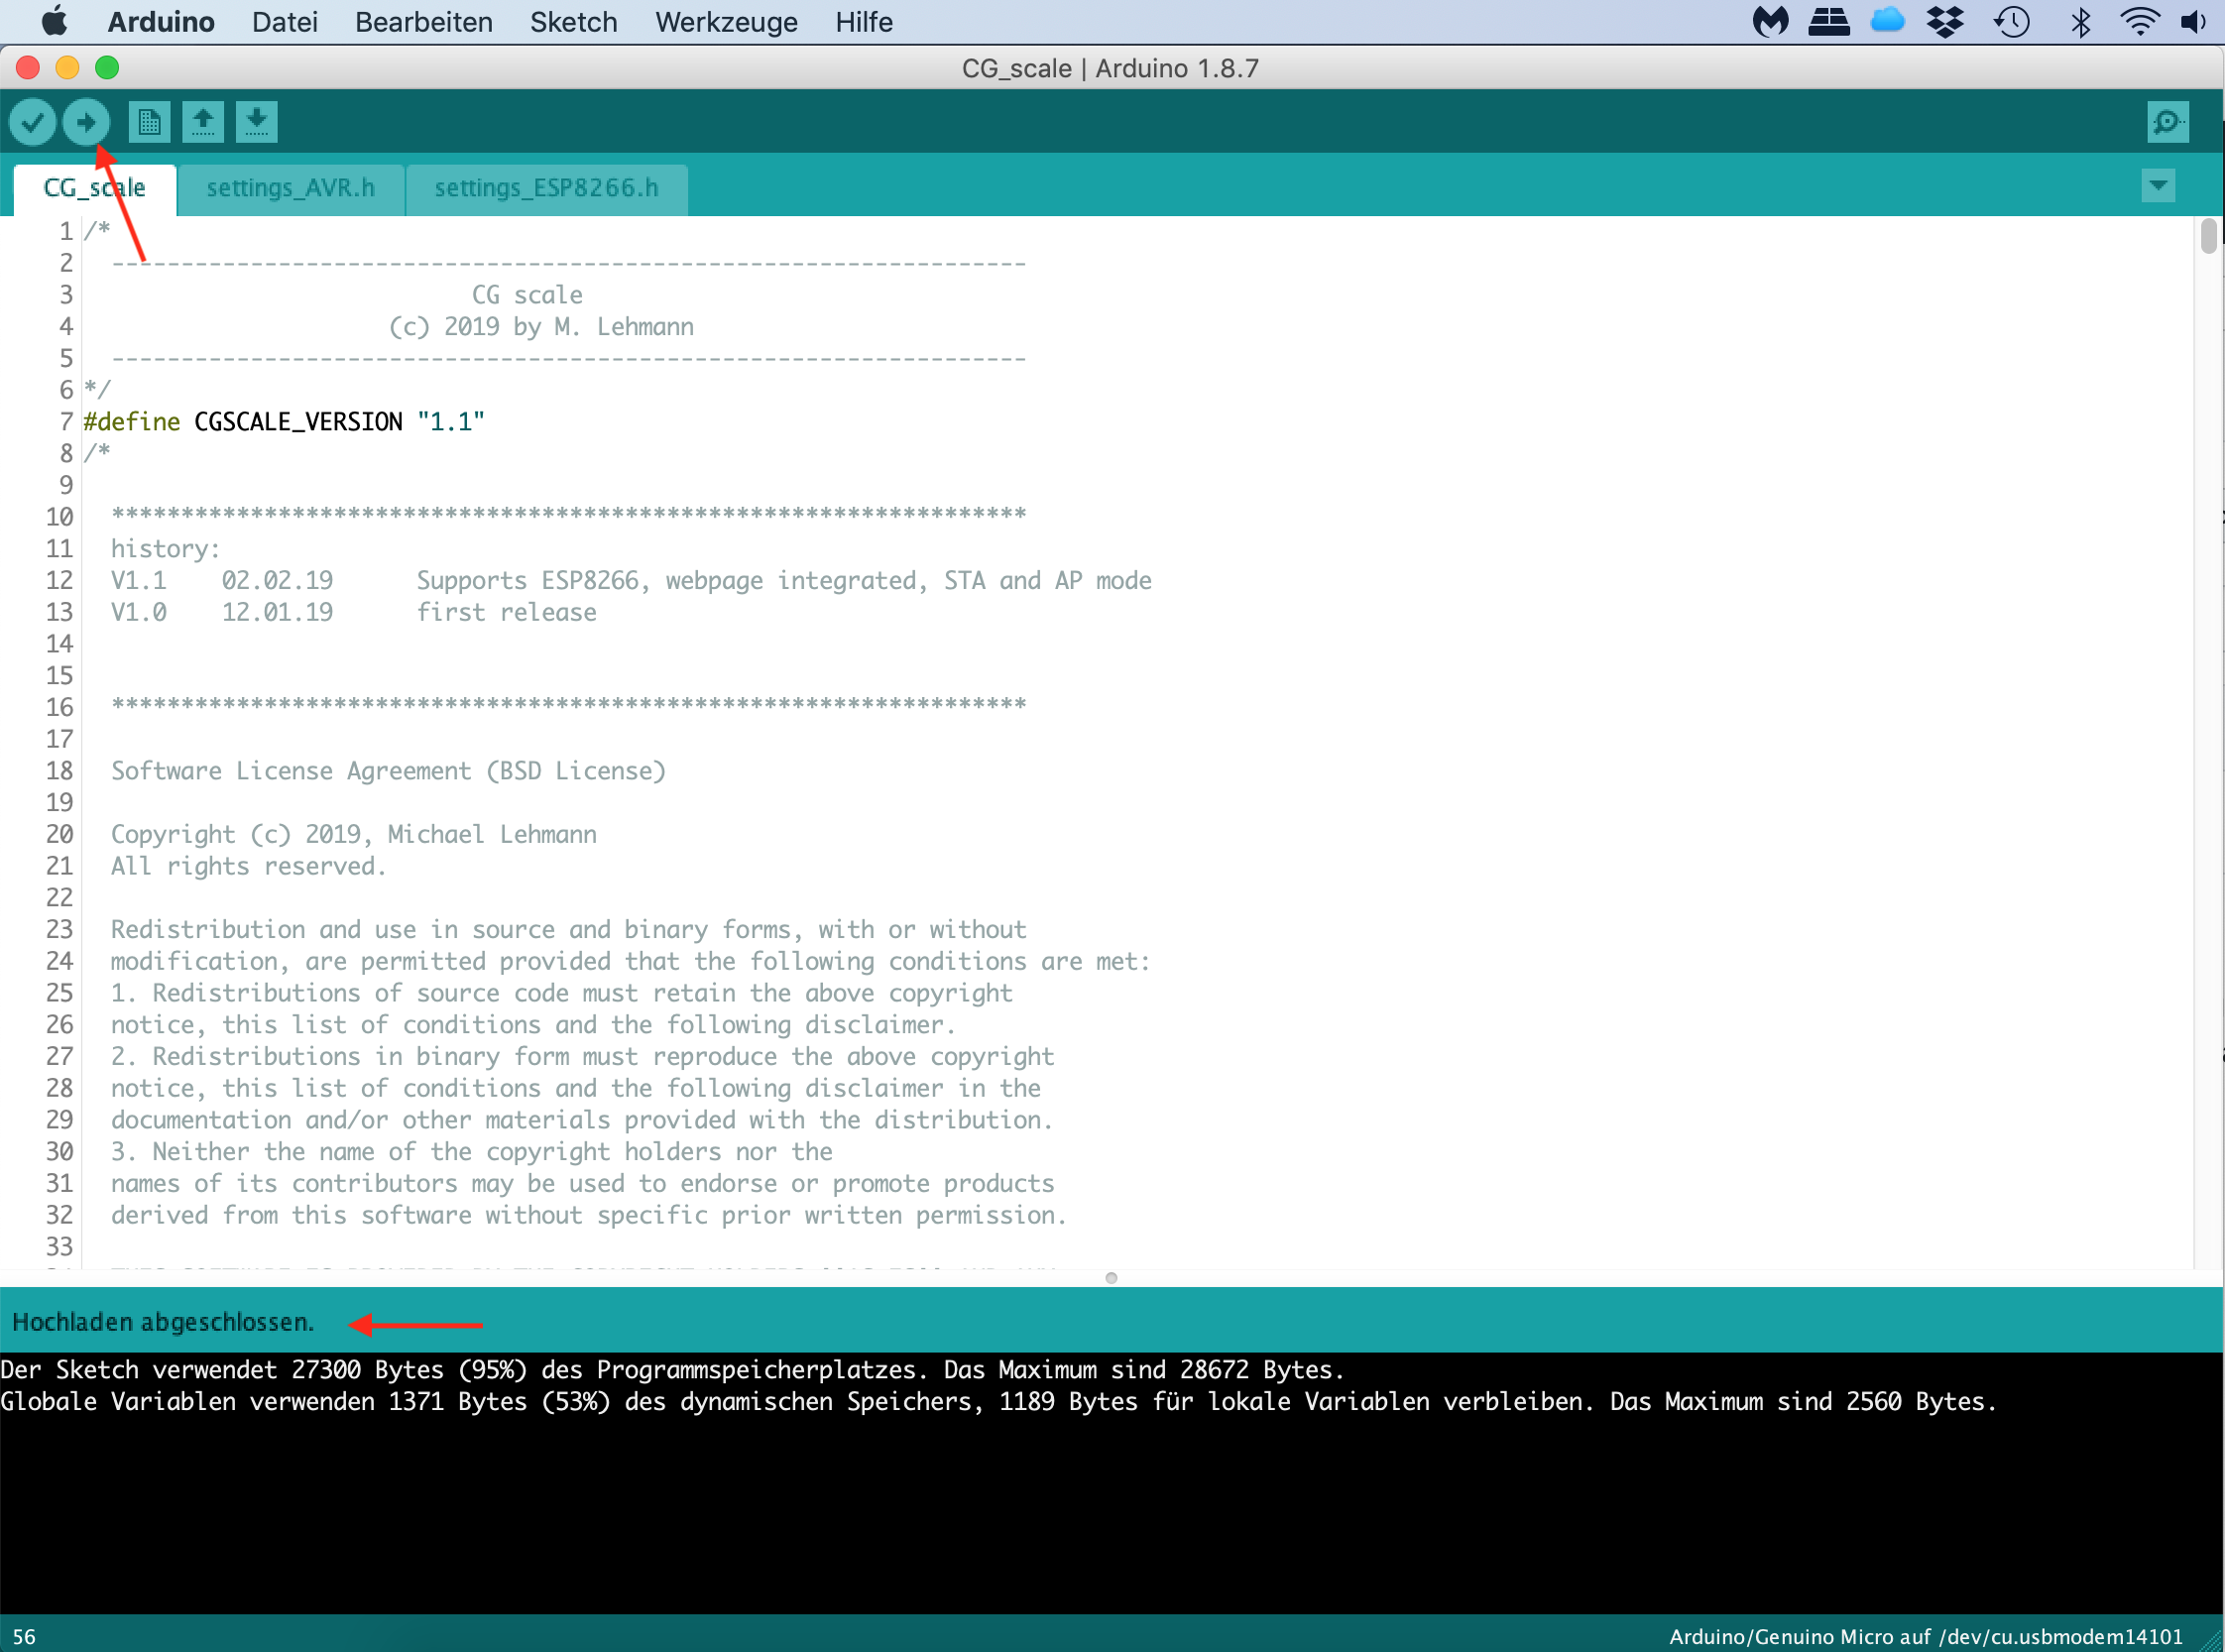 Arduino Datei Bearbeiten Sketch Werkzeuge Hilfe
CG_scale | Arduino 1.8.7
CG_scale settings_AVR.h settings_ESP8266.h
1 /*
2 ------------------------------------------------------------------
3 CG scale
4 (c) 2019 by M. Lehmann
5 ------------------------------------------------------------------
6 */
7 #define CGSCALE_VERSION "1.1"
8 /*
9
10 ******************************************************************
11 history:
12 V1.1 02.02.19 Supports ESP8266, webpage integrated, STA and AP mode
13 V1.0 12.01.19 first release
14
15
16 ******************************************************************
17
18 Software License Agreement (BSD License)
19
20 Copyright (c) 2019, Michael Lehmann
21 All rights reserved.
22
23 Redistribution and use in source and binary forms, with or without
24 modification, are permitted provided that the following conditions are met:
25 1. Redistributions of source code must retain the above copyright
26 notice, this list of conditions and the following disclaimer.
27 2. Redistributions in binary form must reproduce the above copyright
28 notice, this list of conditions and the following disclaimer in the
29 documentation and/or other materials provided with the distribution.
30 3. Neither the name of the copyright holders nor the
31 names of its contributors may be used to endorse or promote products
32 derived from this software without specific prior written permission.
33
Hochladen abgeschlossen.
Der Sketch verwendet 27300 Bytes (95%) des Programmspeicherplatzes. Das Maximum sind 28672 Bytes.
Globale Variablen verwenden 1371 Bytes (53%) des dynamischen Speichers, 1189 Bytes für lokale Variablen verbleiben. Das Maximum sind 2560 Bytes.
56 Arduino/Genuino Micro auf /dev/cu.usbmodem14101